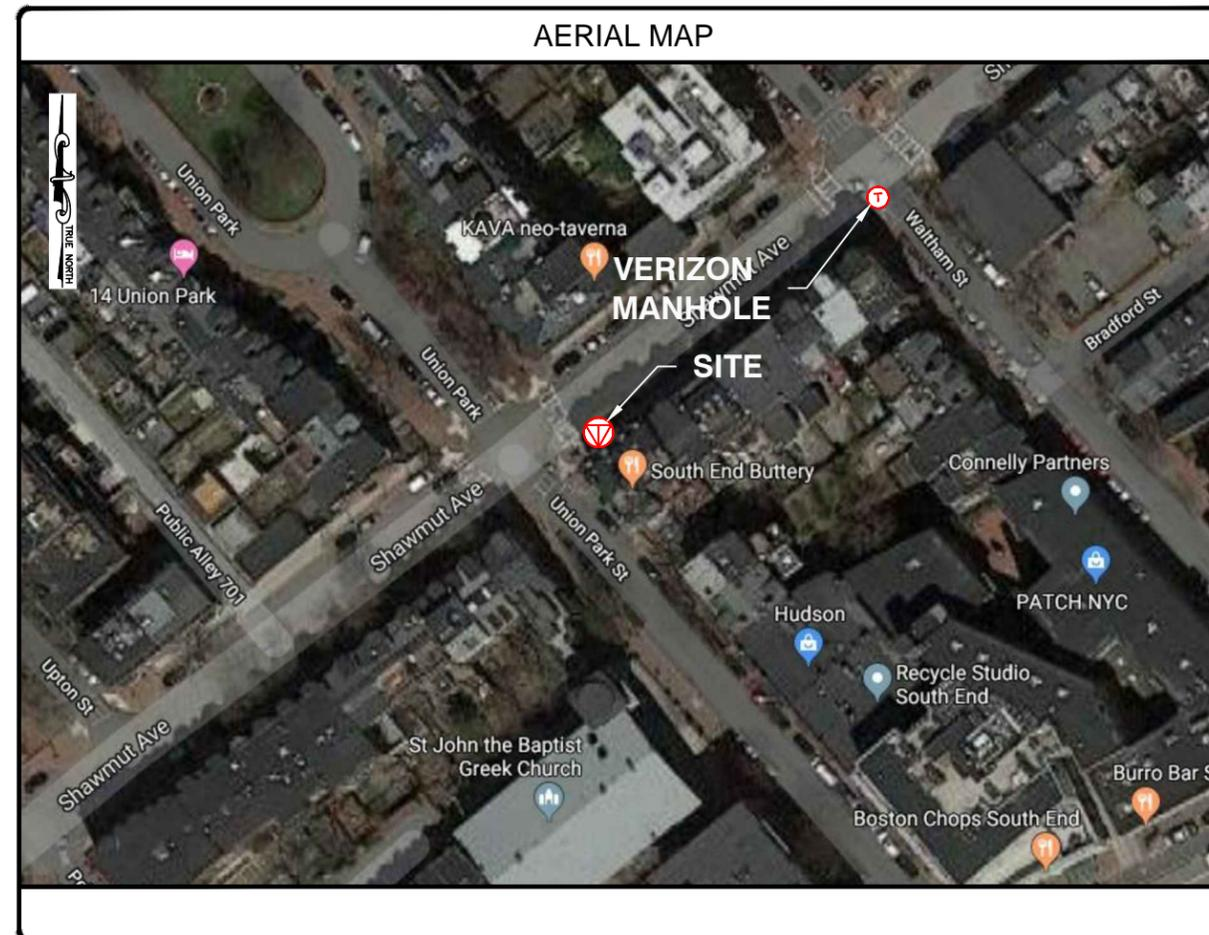 AERIAL MAP
TRUE NORTH
Union Park
14 Union Park
KAVA neo-taverna
VERIZON
MANHOLE
Shawmut Ave
T
Waltham St
Bradford St
Union Park
SITE
South End Buttery
Connelly Partners
Shawmut Ave
Union Park St
Public Alley 701
PATCH NYC
Hudson
Recycle Studio
South End
Upton St
Shawmut Ave
St John the Baptist
Greek Church
Burro Bar S
Boston Chops South End